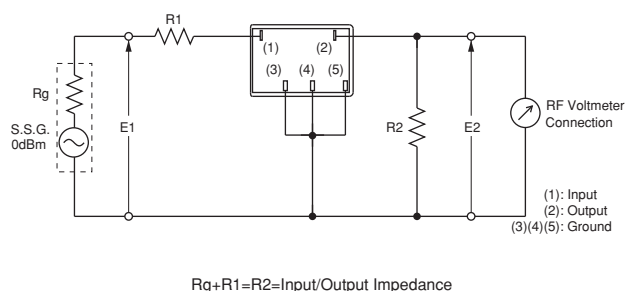 R1
(1) (2)
(3) (4) (5)
Rg
S.S.G.
0dBm
E1
R2
E2
RF Voltmeter
Connection
(1): Input
(2): Output
(3)(4)(5): Ground
Rg+R1=R2=Input/Output Impedance